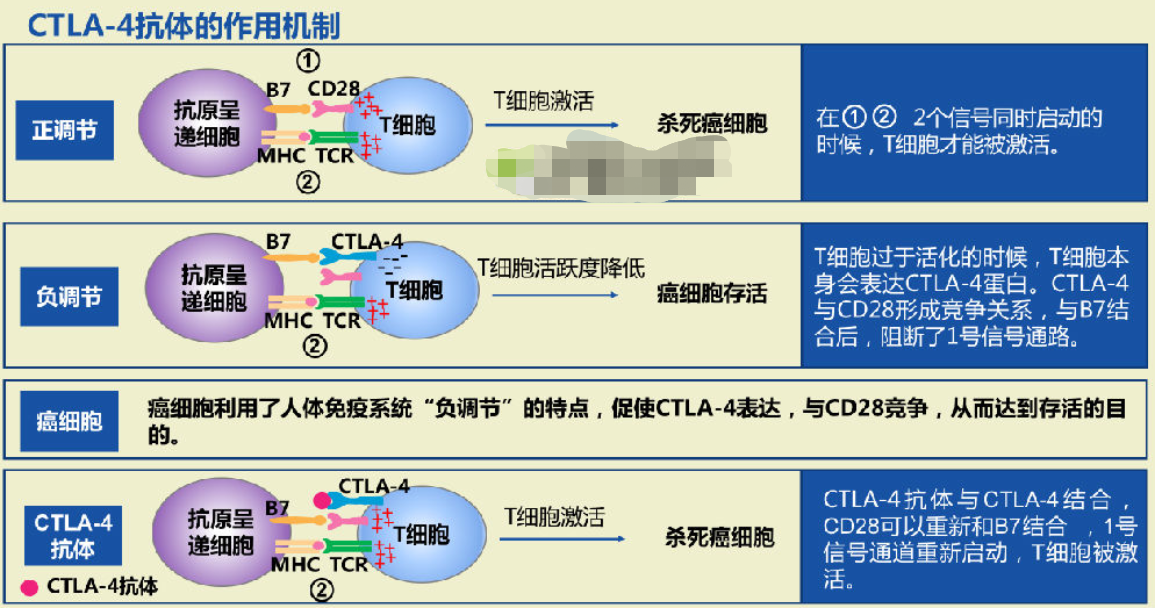 CTLA-4抗体的作用机制
正调节
①
B7 CD28
抗原呈
递细胞
T细胞
MHC TCR
②
T细胞激活
杀死癌细胞
在①② 2个信号同时启动的
时候，T细胞才能被激活。
负调节
B7 CTLA-4
抗原呈
递细胞
T细胞
MHC TCR
②
T细胞活跃度降低
癌细胞存活
T细胞过于活化的时候，T细胞本
身会表达CTLA-4蛋白。CTLA-4
与CD28形成竞争关系，与B7结
合后，阻断了1号信号通路。
癌细胞
癌细胞利用了人体免疫系统“负调节”的特点，促使CTLA-4表达，与CD28竞争，从而达到存活的目
的。
CTLA-4
抗体
CTLA-4抗体
CTLA-4
B7
抗原呈
递细胞
T细胞
MHC TCR
②
T细胞激活
杀死癌细胞
CTLA-4抗体与CTLA-4结合，
CD28可以重新和B7结合 ，1号
信号通道重新启动，T细胞被激
活。